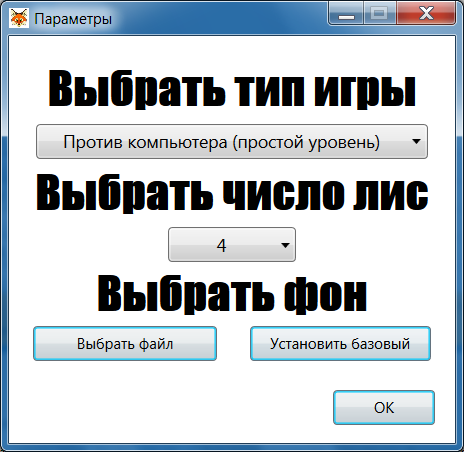 Параметры
Выбрать тип игры
Против компьютера (простой уровень)
Выбрать число лис
4
Выбрать фон
Выбрать файл
Установить базовый
OK